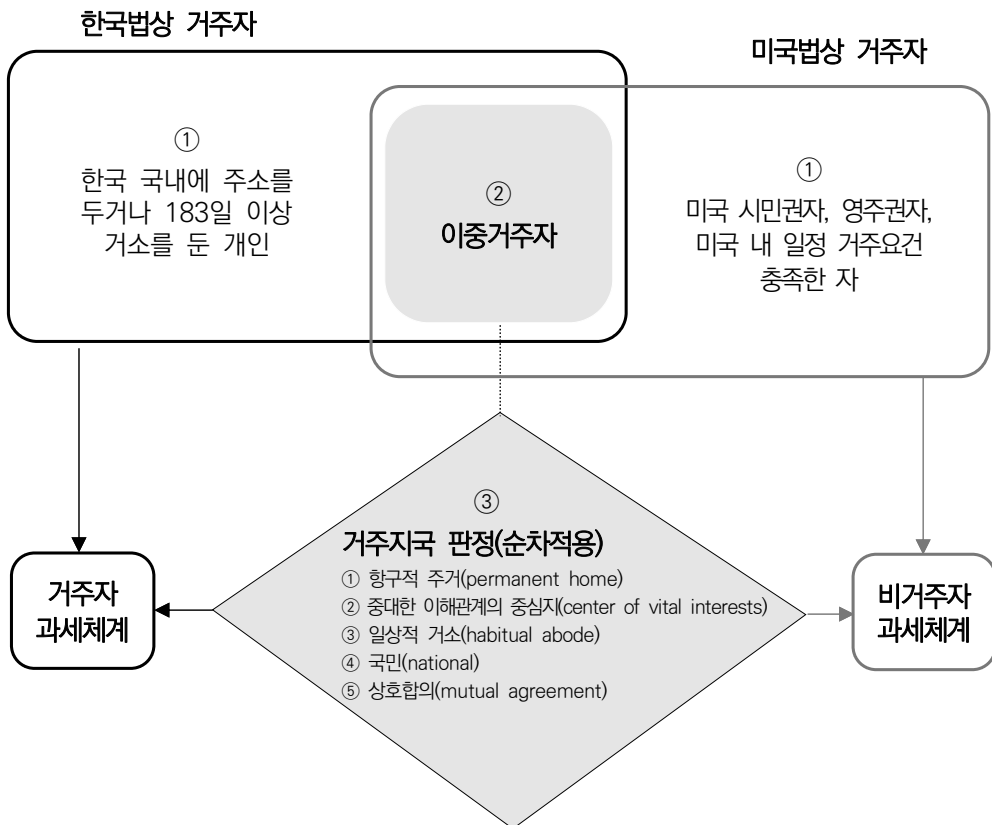 한국법상 거주자
미국법상 거주자
①
한국 국내에 주소를
두거나 183일 이상
거소를 둔 개인
②
이중거주자
①
미국 시민권자, 영주권자,
미국 내 일정 거주요건
충족한 자
③
거주지국 판정(순차적용)
① 항구적 주거(permanent home)
② 중대한 이해관계의 중심지(center of vital interests)
③ 일상적 거소(habitual abode)
④ 국민(national)
⑤ 상호합의(mutual agreement)
거주자
과세체계
비거주자
과세체계